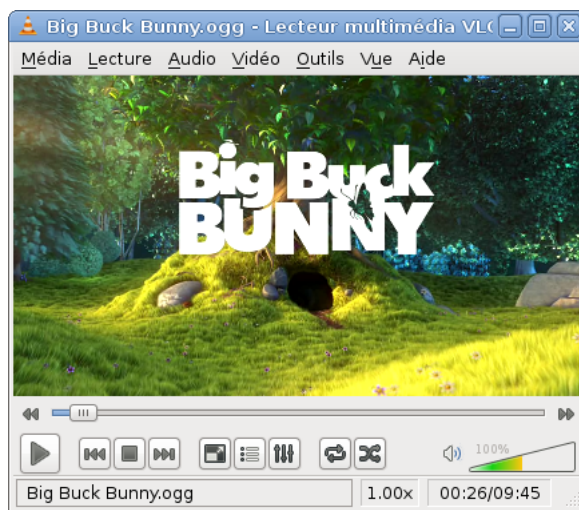 Big Buck Bunny.ogg - Lecteur multimédia VLC
Média Lecture Audio Vidéo Outils Vue Aide
Big Buck
BUNNY
100%
Big Buck Bunny.ogg 1.00x 00:26/09:45